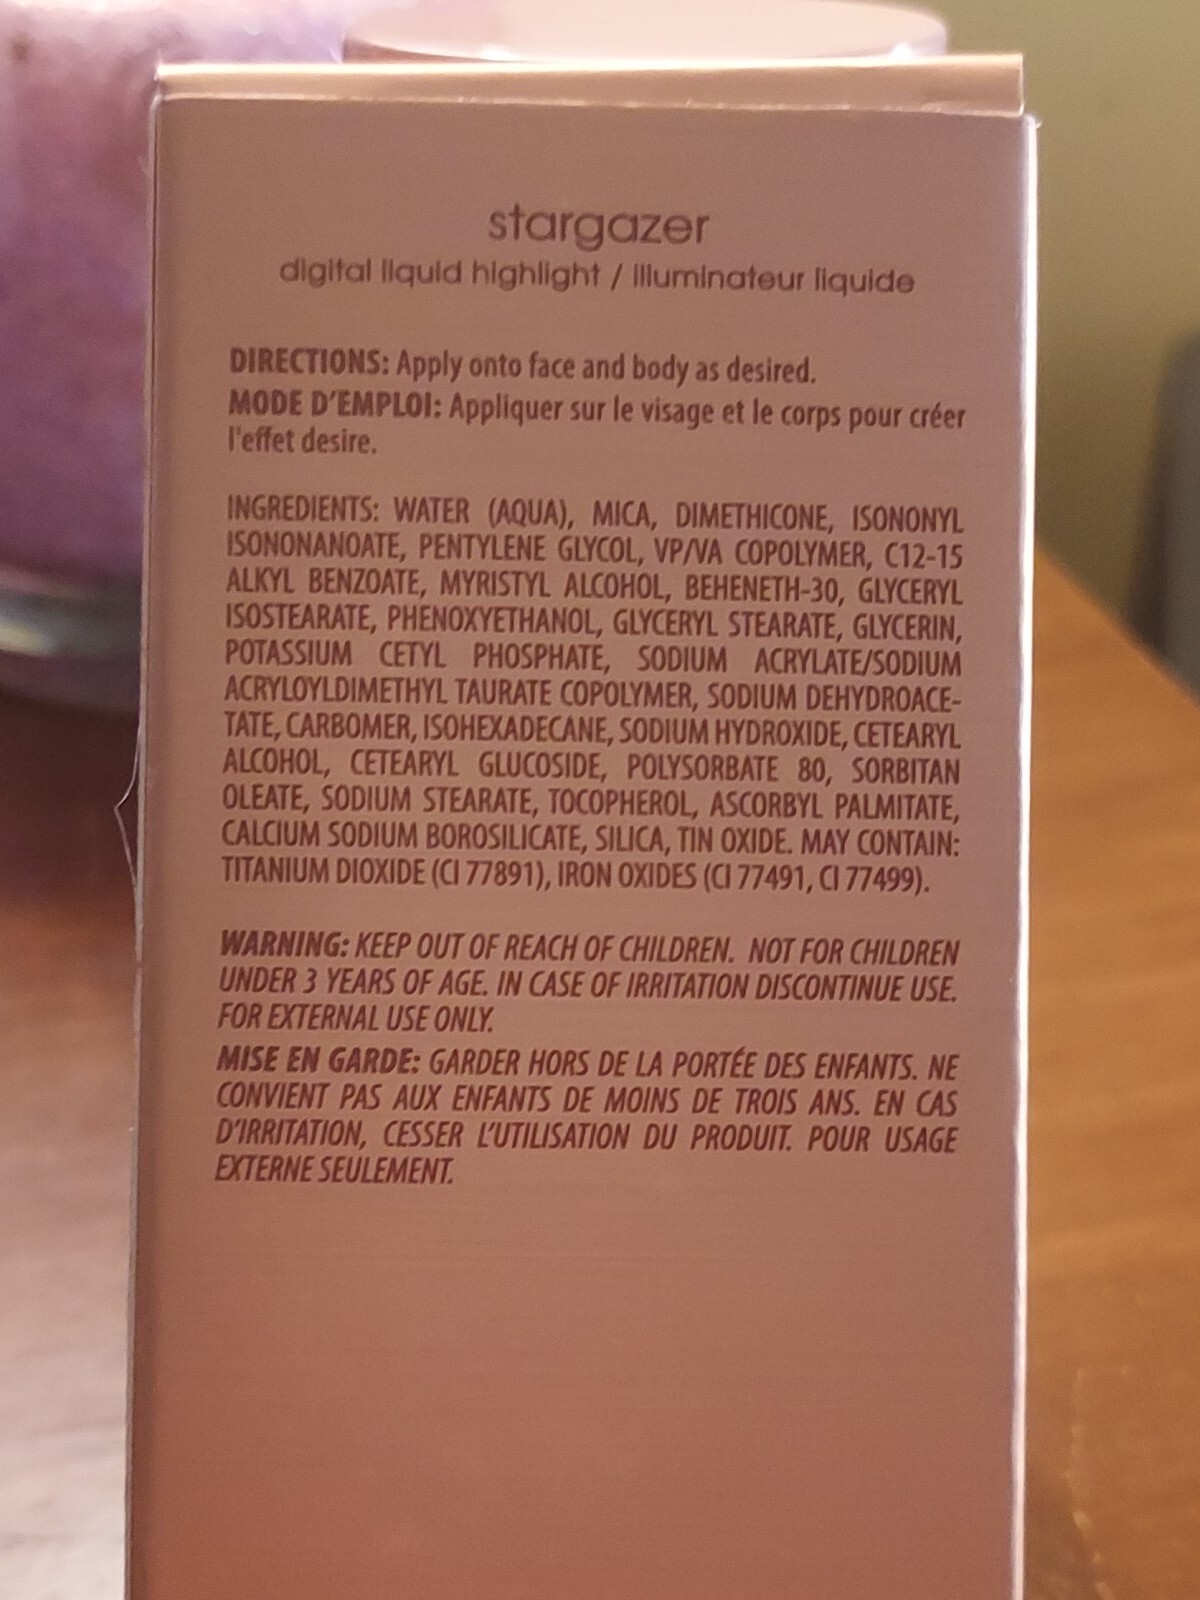 stargazer
digital liquid highlight / illuminateur liquide
DIRECTIONS: Apply onto face and body as desired.
MODE D'EMPLOI: Appliquer sur le visage et le corps pour créer
l'effet desire.
INGREDIENTS: WATER (AQUA), MICA, DIMETHICONE, ISONONYL
ISONONANOATE, PENTYLENE GLYCOL, VP/VA COPOLYMER, C12-15
ALKYL BENZOATE, MYRISTYL ALCOHOL, BEHENETH-30, GLYCERYL
ISOSTEARATE, PHENOXYETHANOL, GLYCERYL STEARATE, GLYCERIN,
POTASSIUM CETYL PHOSPHATE, SODIUM ACRYLATE/SODIUM
ACRYLOYLDIMETHYL TAURATE COPOLYMER, SODIUM DEHYDROACE-
TATE, CARBOMER, ISOHEXADECANE, SODIUM HYDROXIDE, CETEARYL
ALCOHOL, CETEARYL GLUCOSIDE, POLYSORBATE 80, SORBITAN
OLEATE, SODIUM STEARATE, TOCOPHEROL, ASCORBYL PALMITATE,
CALCIUM SODIUM BOROSILICATE, SILICA, TIN OXIDE. MAY CONTAIN:
TITANIUM DIOXIDE (CI 77891), IRON OXIDES (CI 77491, CI 77499).
WARNING: KEEP OUT OF REACH OF CHILDREN. NOT FOR CHILDREN
UNDER 3 YEARS OF AGE. IN CASE OF IRRITATION DISCONTINUE USE.
FOR EXTERNAL USE ONLY.
MISE EN GARDE: GARDER HORS DE LA PORTÉE DES ENFANTS. NE
CONVIENT PAS AUX ENFANTS DE MOINS DE TROIS ANS. EN CAS
D'IRRITATION, CESSER L'UTILISATION DU PRODUIT. POUR USAGE
EXTERNE SEULEMENT.